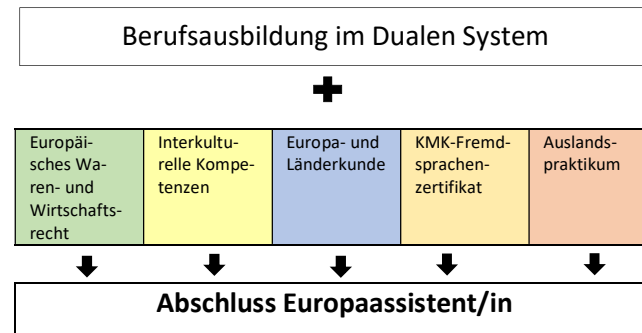 Berufsausbildung im Dualen System
Europäi-
sches Wa-
ren- und
Wirtschafts-
recht
Interkultu-
relle Kompe-
tenzen
Europa- und
Länderkunde
KMK-Fremd-
sprachen-
zertifikat
Auslands-
praktikum
Abschluss Europaassistent/in